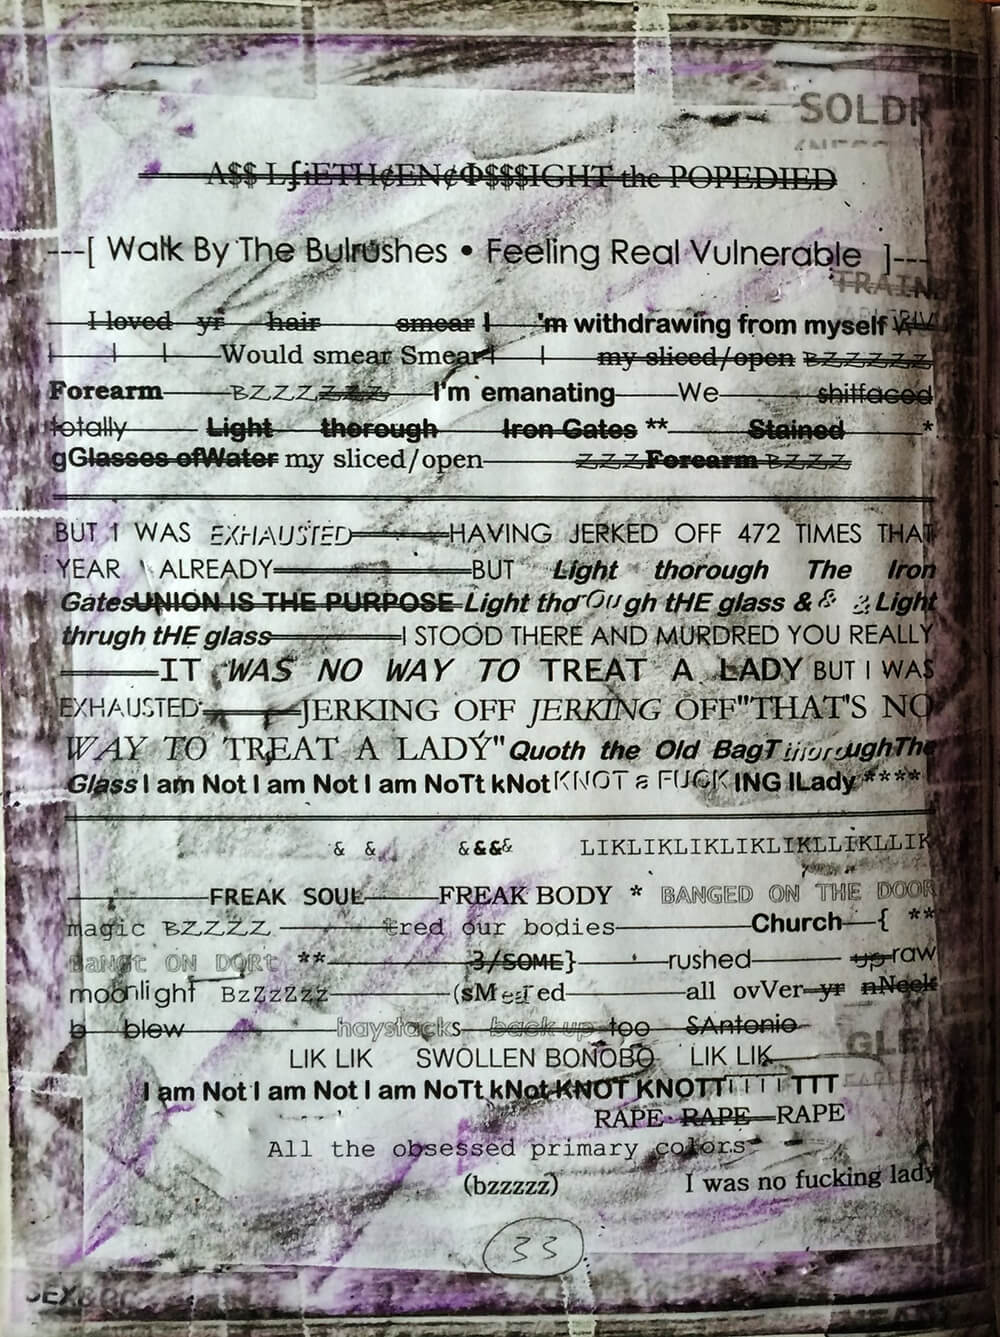 SOLDR
A$$ LʄiETH¢EN¢Φ$$$IGHT the POPEDIED
---[ Walk By The Bulrushes • Feeling Real Vulnerable ]---
TRAIN
I loved yr hair smear I 'm withdrawing from myself
Would smear Smear my sliced/open BZZZZZZ
Forearm BZZZZZZZ I'm emanating We shitfaced
totally Light thorough Iron Gates ** Stained *
gGlasses ofWater my sliced/open ZZZForearm BZZZZ
BUT I WAS EXHAUSTED HAVING JERKED OFF 472 TIMES THAT
YEAR ALREADY BUT Light thorough The Iron
GatesUNION IS THE PURPOSE Light thorOugh tHE glass & & & Light
thrugh tHE glass I STOOD THERE AND MURDRED YOU REALLY
IT WAS NO WAY TO TREAT A LADY BUT I WAS
EXHAUSTED JERKING OFF JERKING OFF"THAT'S NO
WAY TO TREAT A LADY" Quoth the Old BagThoroughThe
Glass I am Not I am Not I am NoTt kNot KNOT a FUCK ING lLady ****
& & &&&& LIKLIKLIKLIKLIKLLIKLLIK
FREAK SOUL FREAK BODY * BANGED ON THE DOOR
magic BZZZZ tred our bodies Church { **
BaNGt ON DORt ** 3/SOME} rushed up raw
moonlight BzZzZzz (sMeared all ovVer yr nNeck
b blew haystacks back up too SAntonio
GLE
LIK LIK SWOLLEN BONOBO LIK LIK
I am Not I am Not I am NoTt kNot KNOT KNOTTIIIIITTT
RAPE RAPE RAPE
All the obsessed primary colors
(bzzzzz) I was no fucking lady
33
SEX